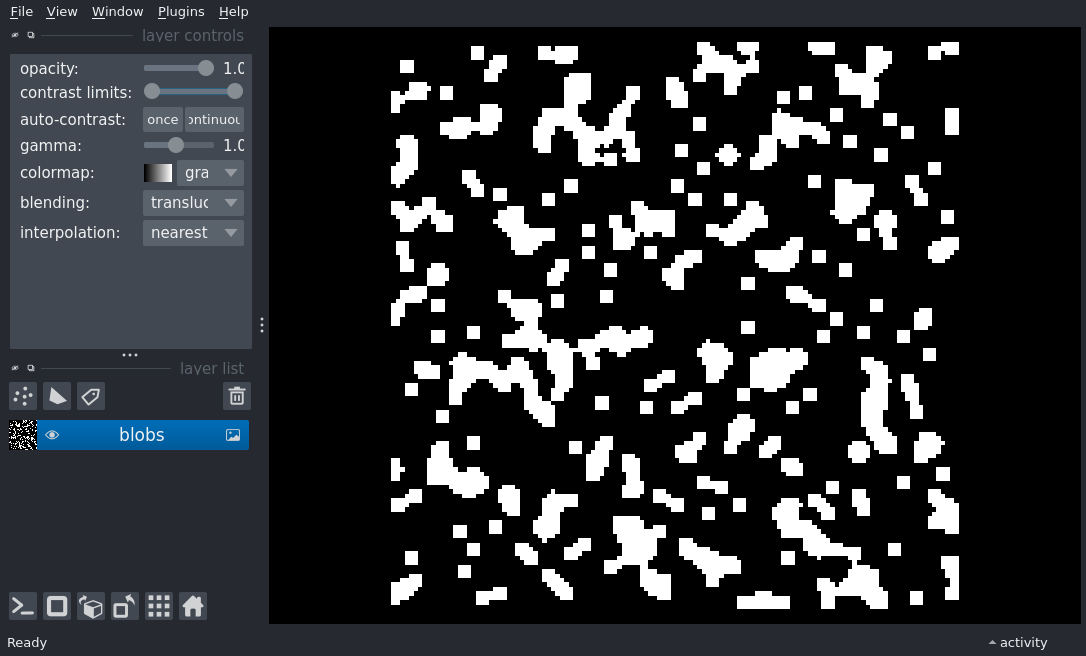 File View Window Plugins Help
layer controls
opacity: 1.0
contrast limits:
auto-contrast: once ontinuou
gamma: 1.0
colormap: gra
blending: transluc
interpolation: nearest
layer list
blobs
Ready
activity